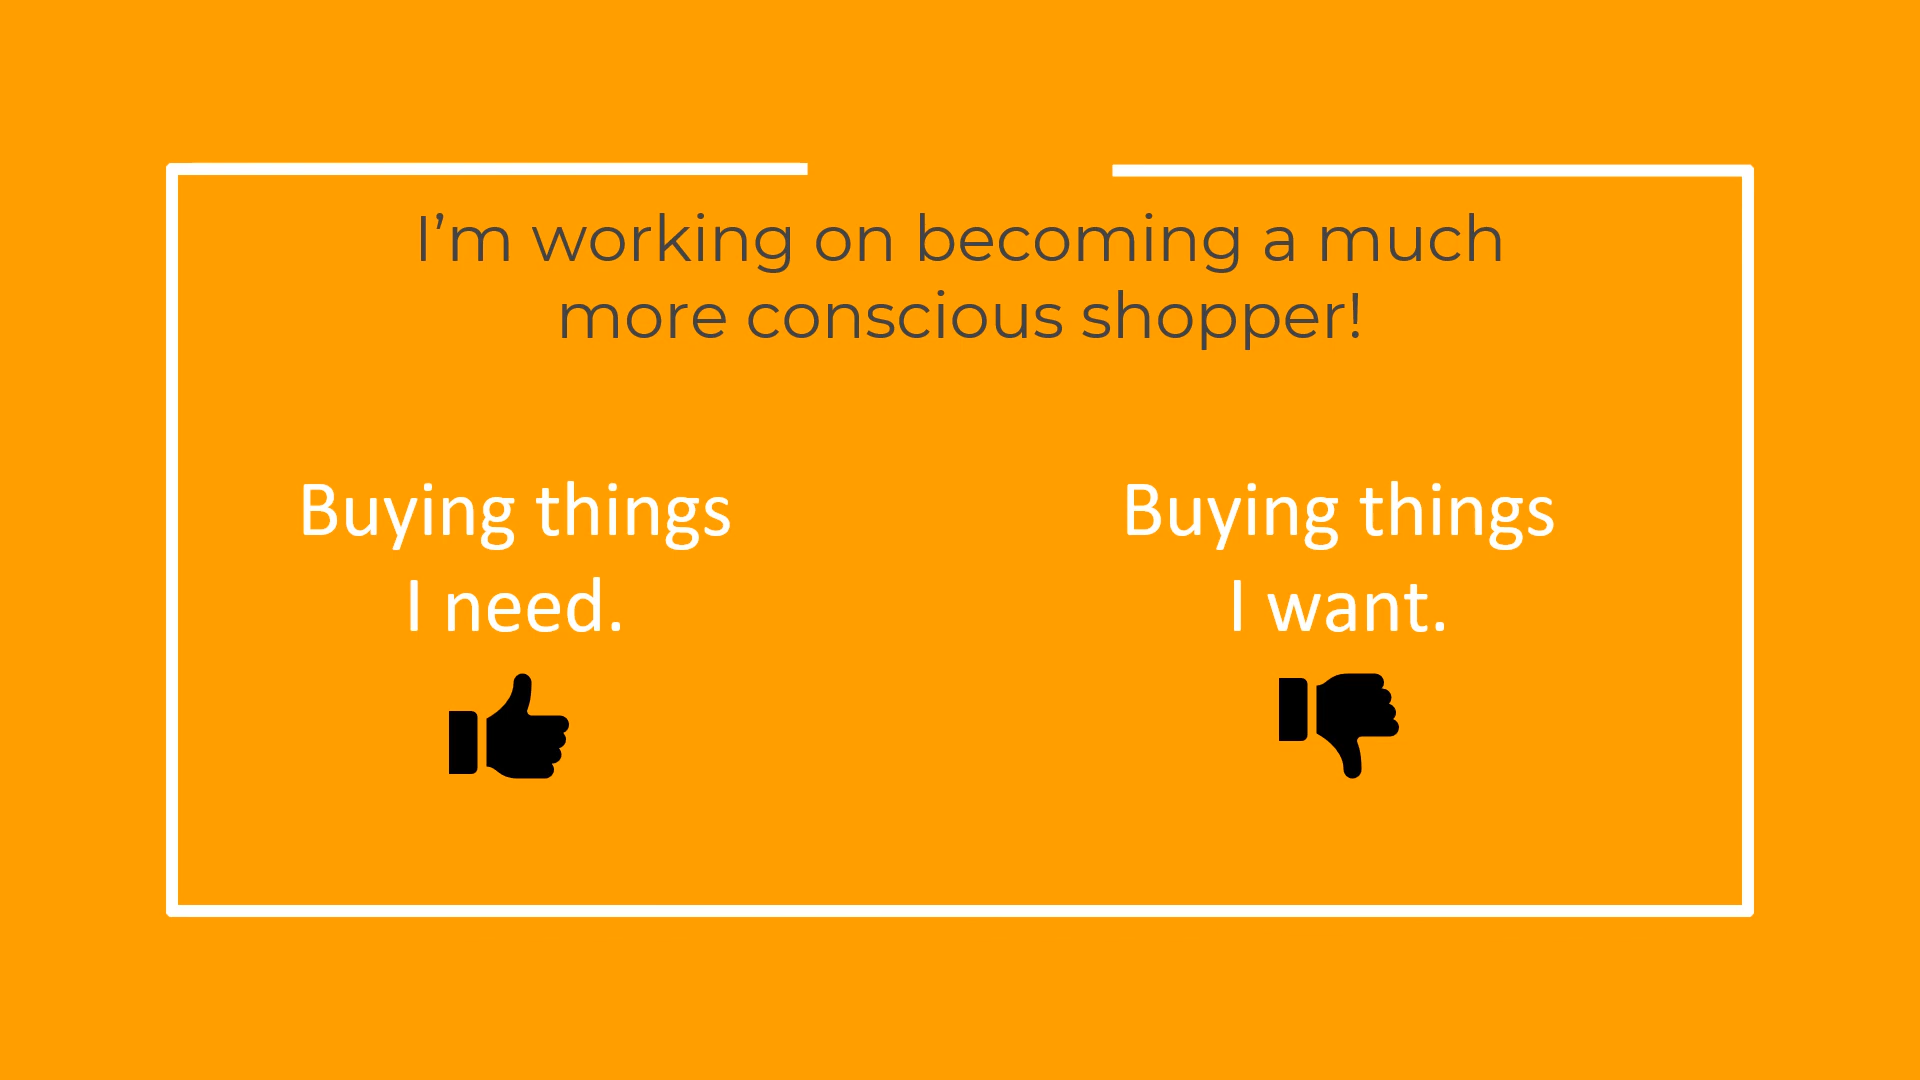 I’m working on becoming a much
more conscious shopper!
Buying things
I need.
Buying things
I want.